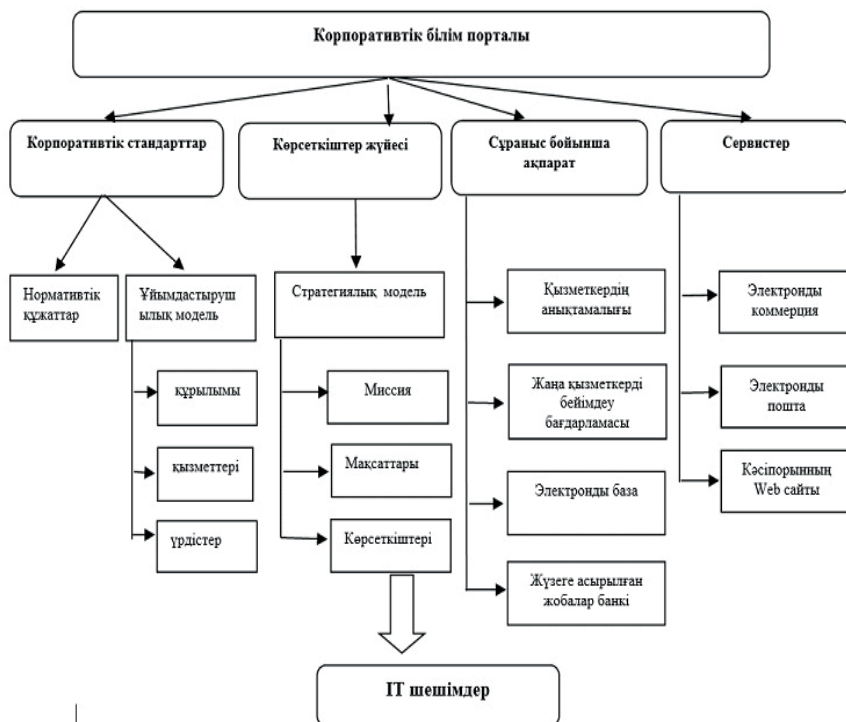 Корпоративтік білім порталы
Корпоративтік стандарттар
Көрсеткіштер жүйесі
Сұраныс бойынша
ақпарат
Сервистер
Нормативтік
құжаттар
Ұйымдастыруш
ылық модель
Стратегиялық модель
Қызметкердің
анықтамалығы
Электронды
коммерция
құрылымы
Миссия
Жаңа қызметкерді
бейімдеу
бағдарламасы
Электронды
пошта
қызметтері
Мақсаттары
Электронды база
Кәсіпорынның
Web сайты
үрдістер
Көрсеткіштері
Жүзеге асырылған
жобалар банкі
IT шешімдер